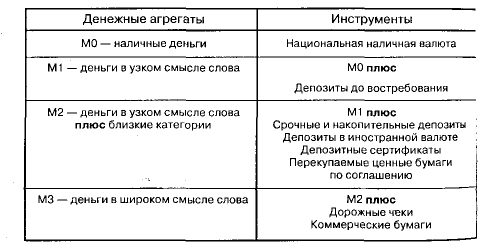 Денежные агрегаты
Инструменты
М0 — наличные деньги
Национальная наличная валюта
М1 — деньги в узком смысле слова
М0 плюс
Депозиты до востребования
М2 — деньги в узком смысле слова
плюс близкие категории
М1 плюс
Срочные и накопительные депозиты
Депозиты в иностранной валюте
Депозитные сертификаты
Перекупаемые ценные бумаги
по соглашению
М3 — деньги в широком смысле слова
М2 плюс
Дорожные чеки
Коммерческие бумаги